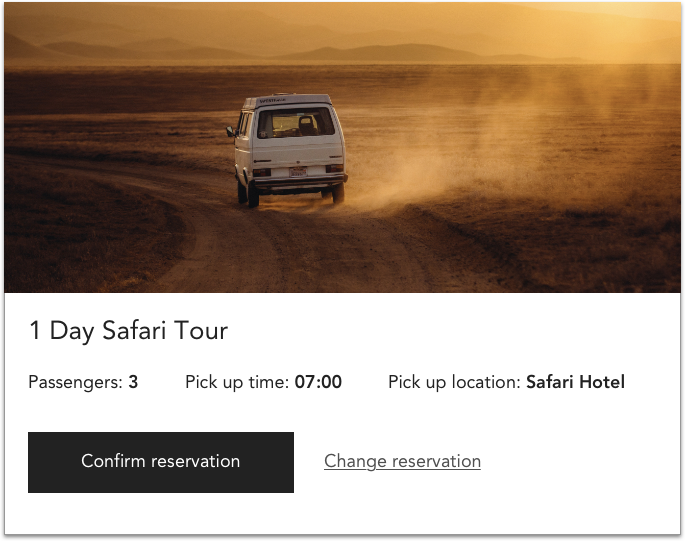 1 Day Safari Tour
Passengers: 3 Pick up time: 07:00 Pick up location: Safari Hotel
Confirm reservation Change reservation